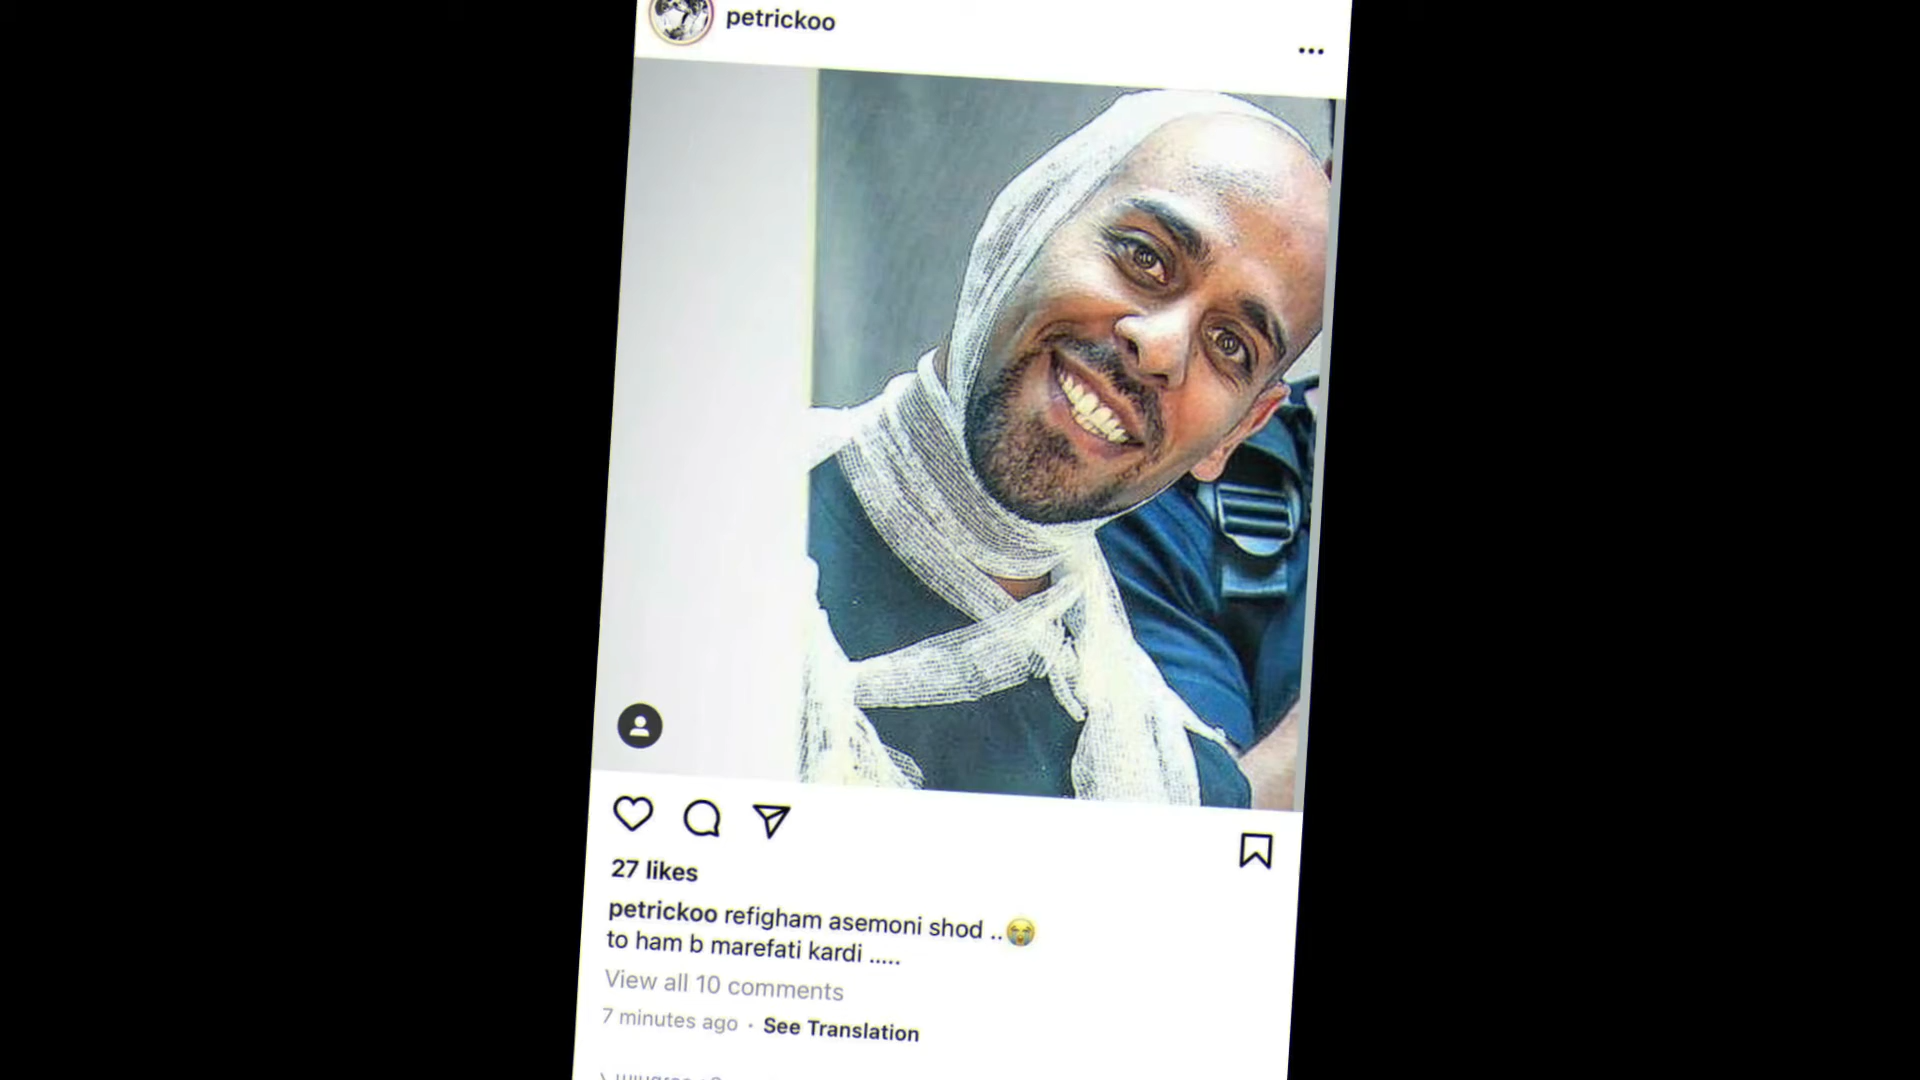 petrickoo
27 likes
petrickoo refigham asemoni shod ..😭
to ham b marefati kardi .....
View all 10 comments
7 minutes ago · See Translation